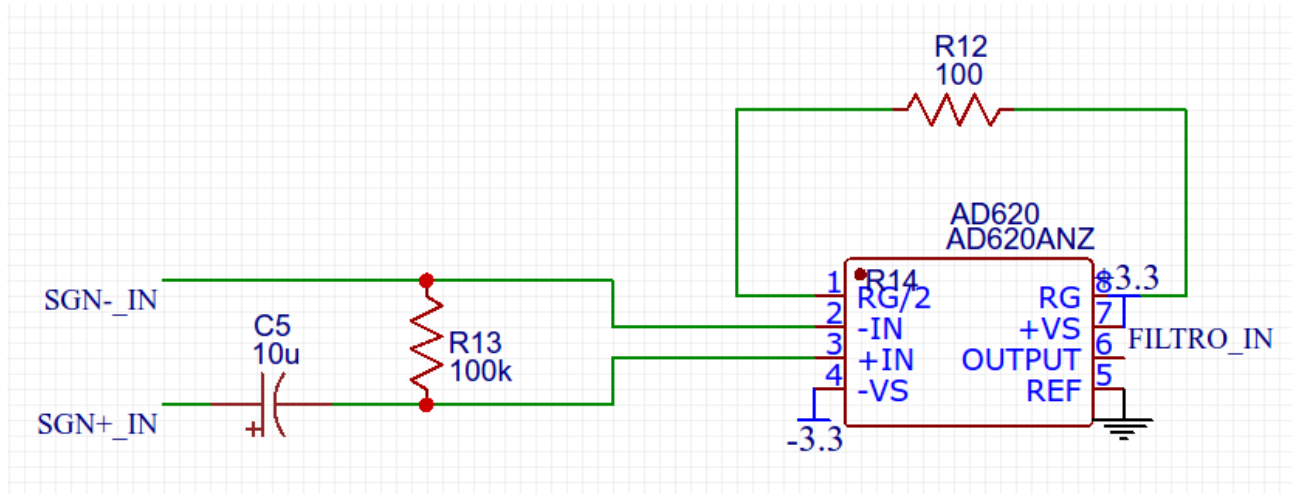 R12
100
AD620
AD620ANZ
SGN-_IN
C5
10u
R13
100k
SGN+_IN
+
R14
1
RG/2
2
-IN
3
+IN
4
-VS
-3.3
8
RG
+3.3
7
+VS
6
OUTPUT
FILTRO_IN
5
REF